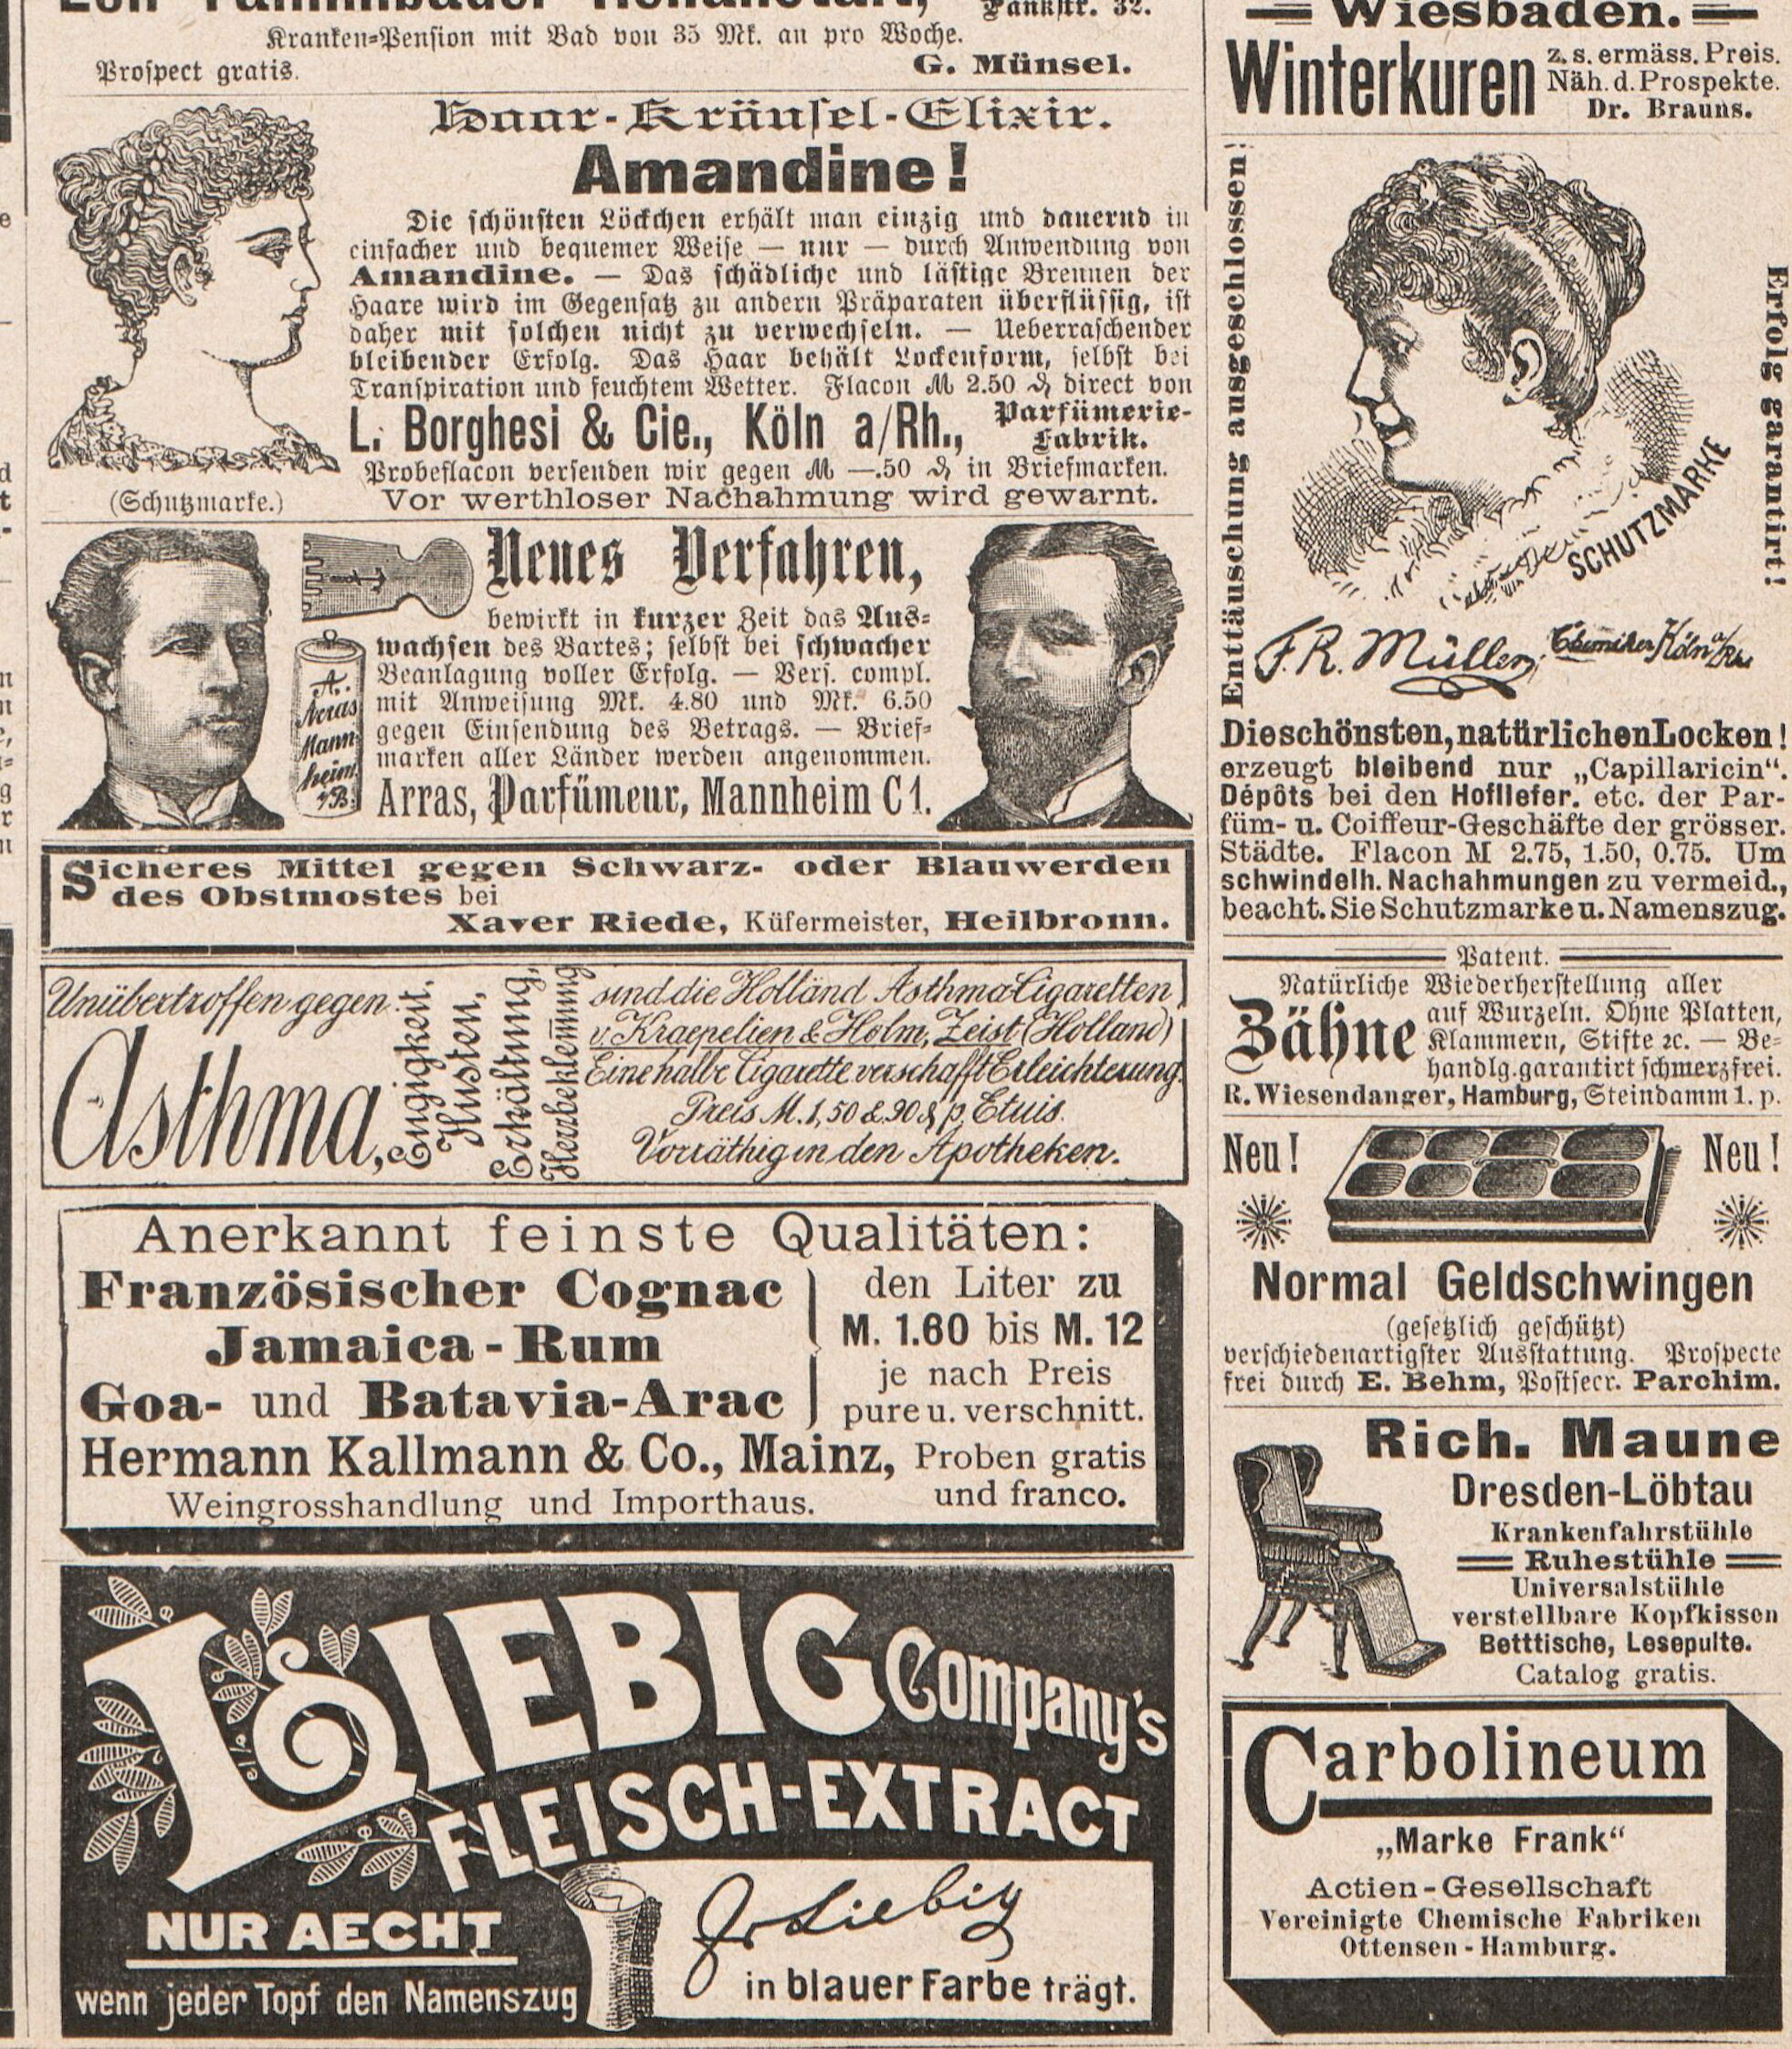 Pankstr. 32.
Kranken-Pension mit Bad von 35 Mk. an pro Woche.
Prospect gratis.
G. Münsel.
Haar-Kräusel-Elixir.
Amandine!
Die schönsten Löckchen erhält man einzig und dauernd in
einfacher und bequemer Weise — nur — durch Anwendung von
Amandine. — Das schädliche und lästige Brennen der
Haare wird im Gegensatz zu andern Präparaten überflüssig, ist
daher mit solchen nicht zu verwechseln. — Ueberraschender
bleibender Erfolg. Das Haar behält Lockenform, selbst bei
Transpiration und feuchtem Wetter. Flacon M 2.50 ₰ direct von
L. Borghesi & Cie., Köln a/Rh., Parfümerie-
Fabrik.
Probeflacon versenden wir gegen M —.50 ₰ in Briefmarken.
(Schutzmarke.)
Vor werthloser Nachahmung wird gewarnt.
Neues Verfahren,
bewirkt in kurzer Zeit das Aus-
wachsen des Bartes; selbst bei schwacher
Beanlagung voller Erfolg. — Vers. compl.
mit Anweisung Mk. 4.80 und Mk. 6.50
gegen Einsendung des Betrags. — Brief-
marken aller Länder werden angenommen.
Arras, Parfümeur, Mannheim C 1.
A.
Arras
Mann-
heim
i/B.
Sicheres Mittel gegen Schwarz- oder Blauwerden
des Obstmostes bei
Xaver Riede, Küfermeister, Heilbronn.
Unübertroffen gegen
Asthma,
Engigkeit,
Husten,
Erkältung,
Herzbeklemmung
sind die Holländ Asthma Cigaretten
v. Kraepelien & Holm, Zeist (Holland)
Eine halbe Cigarette verschafft Erleichterung.
Preis M. 1,50 & 90 ₰ p. Etuis.
Vorräthig in den Apotheken.
Anerkannt feinste Qualitäten:
Französischer Cognac
Jamaica-Rum
Goa- und Batavia-Arac
den Liter zu
M. 1.60 bis M. 12
je nach Preis
pure u. verschnitt.
Hermann Kallmann & Co., Mainz, Proben gratis
Weingrosshandlung und Importhaus. und franco.
LIEBIG Company's
FLEISCH-EXTRACT
NUR AECHT
wenn jeder Topf den Namenszug
J. v. Liebig
in blauer Farbe trägt.
Wiesbaden.
Winterkuren
z. s. ermäss. Preis.
Näh. d. Prospekte.
Dr. Brauns.
Enttäuschung ausgeschlossen!
Erfolg garantirt!
SCHUTZMARKE
F. R. Müller, Chemiker Köln a/Rh.
Die schönsten, natürlichen Locken!
erzeugt bleibend nur „Capillaricin“.
Dépôts bei den Hofliefer. etc. der Par-
füm- u. Coiffeur-Geschäfte der grösser.
Städte. Flacon M 2.75, 1.50, 0.75. Um
schwindelh. Nachahmungen zu vermeid.,
beacht. Sie Schutzmarke u. Namenszug.
Patent.
Natürliche Wiederherstellung aller
Zähne auf Wurzeln. Ohne Platten,
Klammern, Stifte ꝛc. — Be-
handlg. garantirt schmerzfrei.
R. Wiesendanger, Hamburg, Steindamm 1. p.
Neu! Neu!
Normal Geldschwingen
(gesetzlich geschützt)
verschiedenartigster Ausstattung. Prospecte
frei durch E. Behm, Postsecr. Parchim.
Rich. Maune
Dresden-Löbtau
Krankenfahrstühle
Ruhestühle
Universalstühle
verstellbare Kopfkissen
Betttische, Lesepulte.
Catalog gratis.
Carbolineum
„Marke Frank“
Actien-Gesellschaft
Vereinigte Chemische Fabriken
Ottensen-Hamburg.